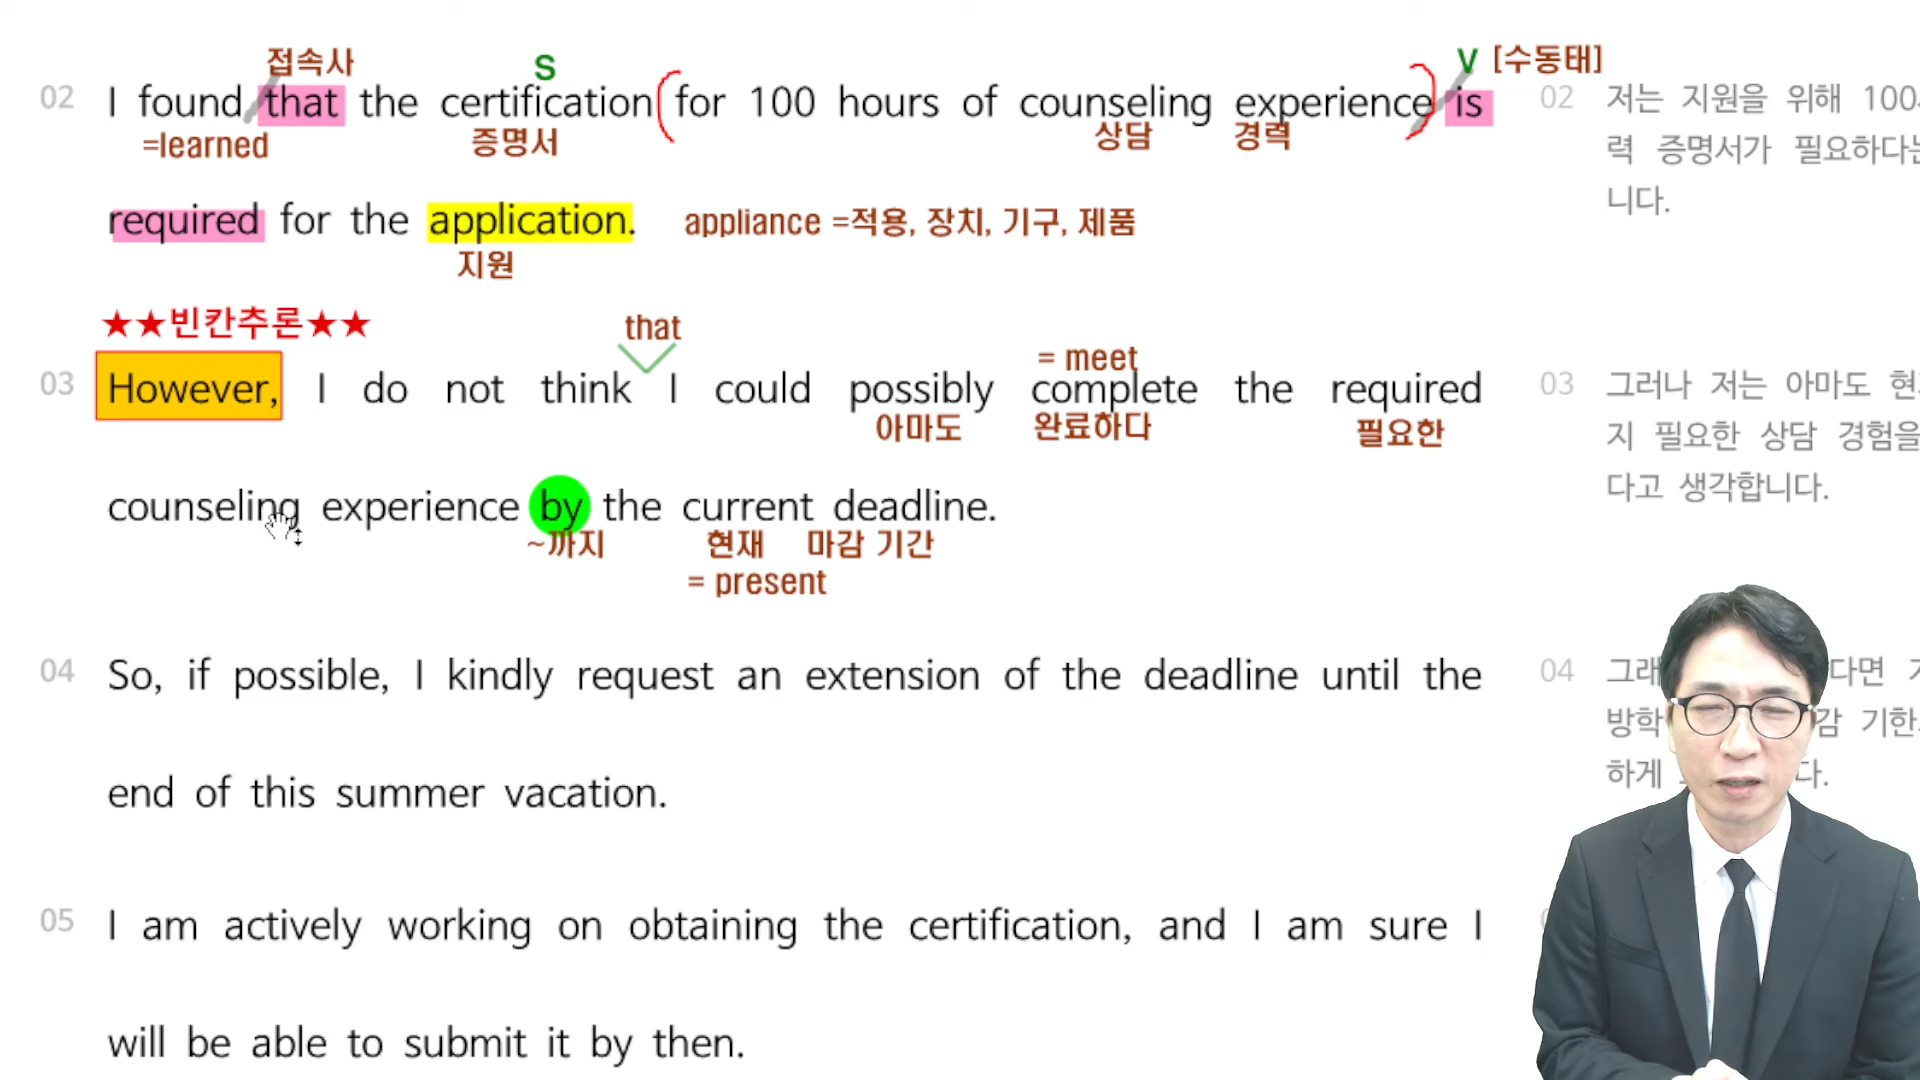 접속사 S V [수동태]
02 I found that the certification (for 100 hours of counseling experience) is
=learned 증명서 상담 경력
required for the application. appliance =적용, 장치, 기구, 제품
지원
★★빈칸추론★★ that
= meet
03 However, I do not think I could possibly complete the required
아마도 완료하다 필요한
counseling experience by the current deadline.
~까지 현재 마감 기간
= present
04 So, if possible, I kindly request an extension of the deadline until the
end of this summer vacation.
05 I am actively working on obtaining the certification, and I am sure I
will be able to submit it by then.
02 저는 지원을 위해 100
력 증명서가 필요하다는
니다.
03 그러나 저는 아마도 현
지 필요한 상담 경험을
다고 생각합니다.
04 그래 다면
방학 감 기한
하게 다.